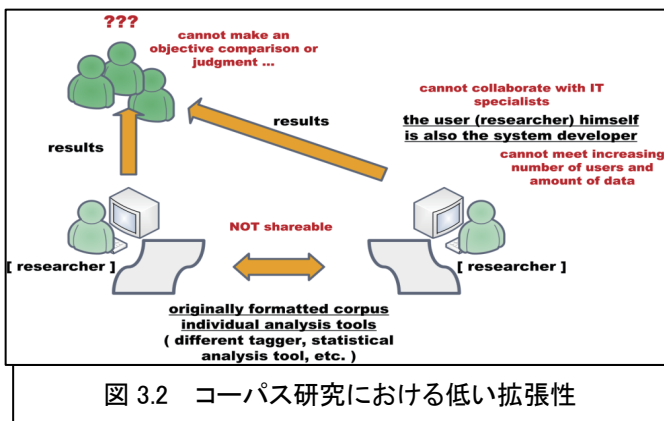 ???
cannot make an
objective comparison or
judgment ...
cannot collaborate with IT
specialists
the user (researcher) himself
is also the system developer
cannot meet increasing
number of users and
amount of data
results
results
NOT shareable
[ researcher ]
[ researcher ]
originally formatted corpus
individual analysis tools
( different tagger, statistical
analysis tool, etc. )
図 3.2 コーパス研究における低い拡張性